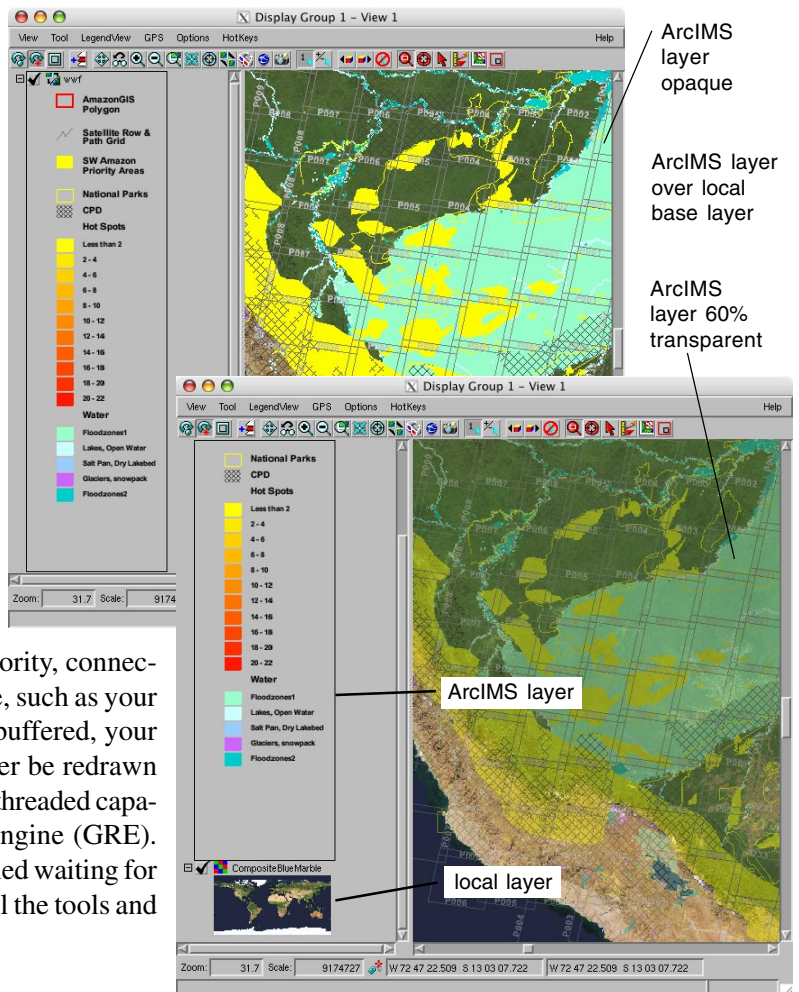 Display Group 1 - View 1
View Tool LegendView GPS Options HotKeys Help
wwf
AmazonGIS
Polygon
Satellite Row &
Path Grid
SW Amazon
Priority Areas
National Parks
CPD
Hot Spots
Less than 2
2 - 4
4 - 6
6 - 8
8 - 10
10 - 12
12 - 14
14 - 16
16 - 18
18 - 20
20 - 22
Water
Floodzones1
Lakes, Open Water
Salt Pan, Dry Lakebed
Glaciers, snowpack
Floodzones2
Zoom: 31.7 Scale: 9174
P009
P008
P008
P007
P006
P005
P004
P003
P002
ArcIMS
layer
opaque
ArcIMS layer
over local
base layer
ArcIMS
layer 60%
transparent
Display Group 1 - View 1
View Tool LegendView GPS Options HotKeys Help
National Parks
CPD
Hot Spots
Less than 2
2 - 4
4 - 6
6 - 8
8 - 10
10 - 12
12 - 14
14 - 16
16 - 18
18 - 20
20 - 22
Water
Floodzones1
Lakes, Open Water
Salt Pan, Dry Lakebed
Glaciers, snowpack
Floodzones2
ArcIMS layer
CompositeBlueMarble
local layer
Zoom: 31.7 Scale: 9174727 W 72 47 22.509 S 13 03 07.722 W 72 47 22.509 S 13 03 07.722
ority, connec-
e, such as your
buffered, your
er be redrawn
threaded capa-
ngine (GRE).
ed waiting for
l the tools and